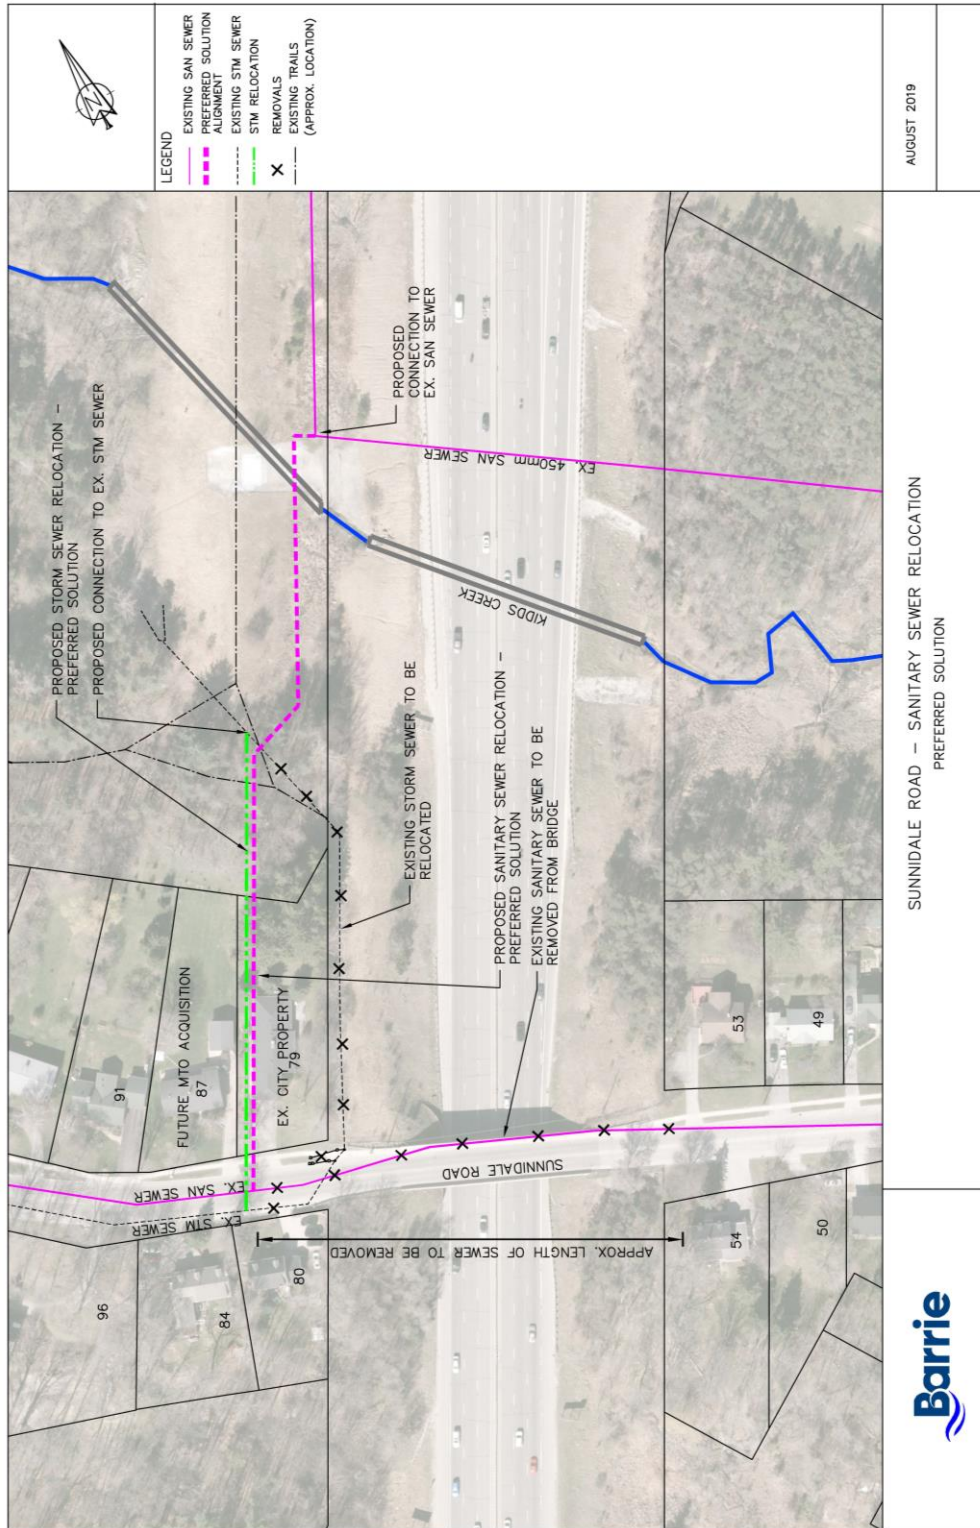 LEGEND
EXISTING SAN SEWER
PREFERRED SOLUTION
ALIGNMENT
EXISTING STM SEWER
STM RELOCATION
REMOVALS
EXISTING TRAILS
(APPROX. LOCATION)
N
PROPOSED STORM SEWER RELOCATION –
PREFERRED SOLUTION
PROPOSED CONNECTION TO EX. STM SEWER
PROPOSED
CONNECTION TO
EX. SAN SEWER
EX. 450mm SAN SEWER
KIDDS CREEK
EXISTING STORM SEWER TO BE
RELOCATED
PROPOSED SANITARY SEWER RELOCATION –
PREFERRED SOLUTION
EXISTING SANITARY SEWER TO BE
REMOVED FROM BRIDGE
FUTURE MTO ACQUISITION
91
87
EX. CITY PROPERTY
79
53
49
EX. SAN SEWER
EX. STM SEWER
SUNNIDALE ROAD
APPROX. LENGTH OF SEWER TO BE REMOVED
96
84
80
54
50
Barrie
SUNNIDALE ROAD – SANITARY SEWER RELOCATION
PREFERRED SOLUTION
AUGUST 2019